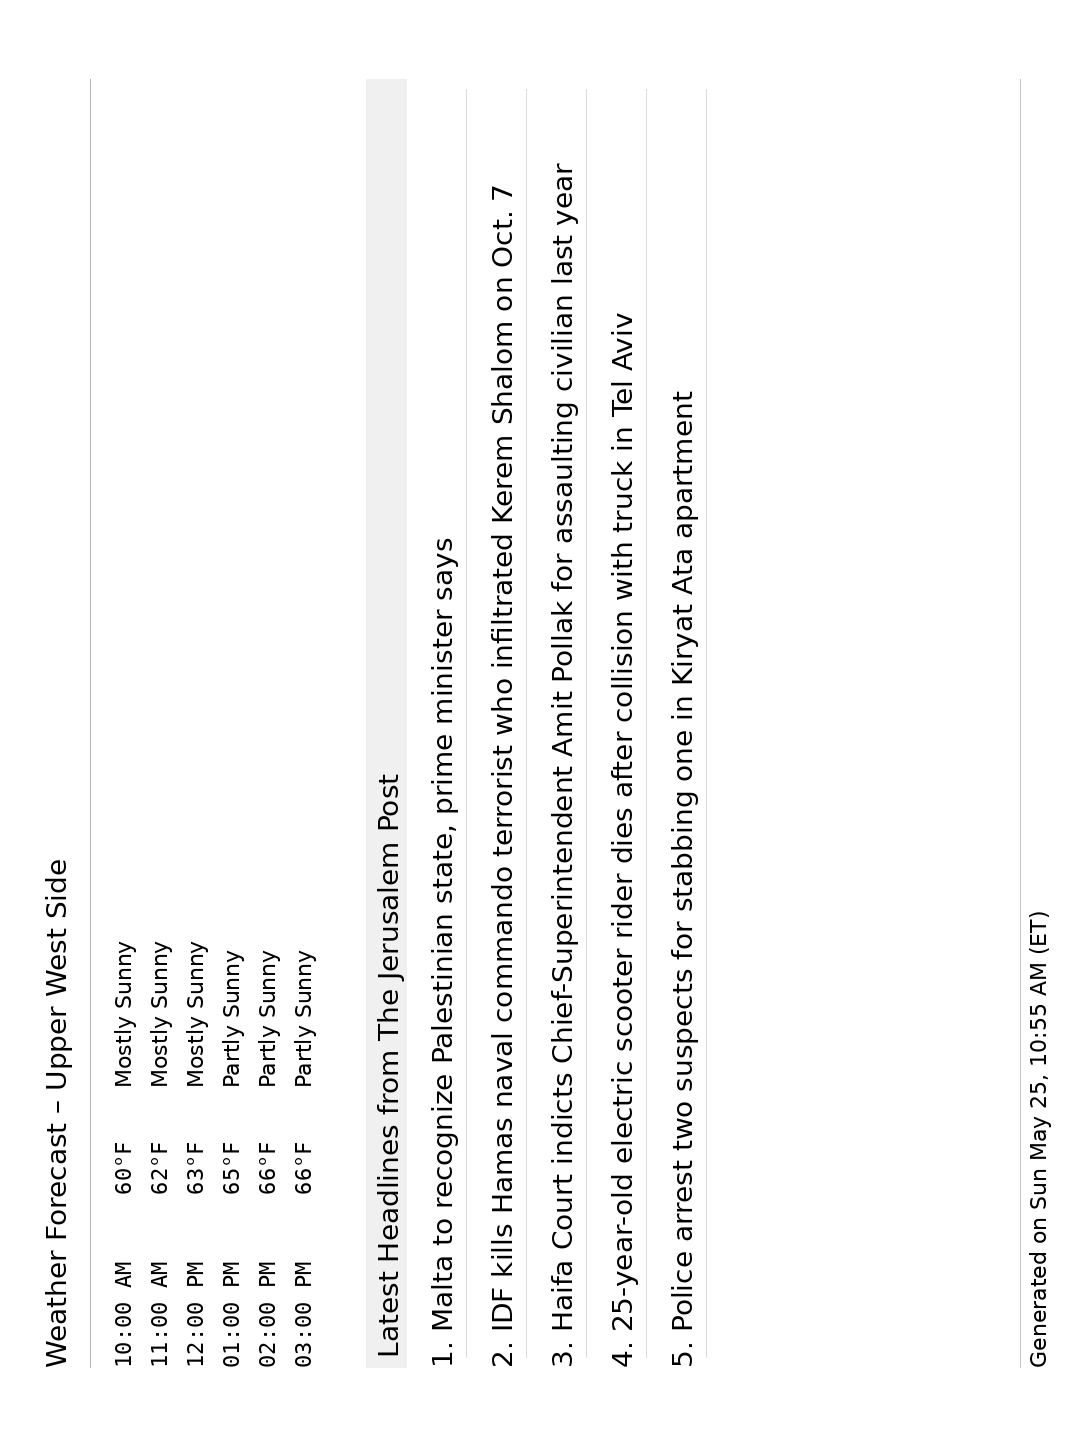 Weather Forecast – Upper West Side
10:00 AM 60°F Mostly Sunny
11:00 AM 62°F Mostly Sunny
12:00 PM 63°F Mostly Sunny
01:00 PM 65°F Partly Sunny
02:00 PM 66°F Partly Sunny
03:00 PM 66°F Partly Sunny
Latest Headlines from The Jerusalem Post
1. Malta to recognize Palestinian state, prime minister says
2. IDF kills Hamas naval commando terrorist who infiltrated Kerem Shalom on Oct. 7
3. Haifa Court indicts Chief-Superintendent Amit Pollak for assaulting civilian last year
4. 25-year-old electric scooter rider dies after collision with truck in Tel Aviv
5. Police arrest two suspects for stabbing one in Kiryat Ata apartment
Generated on Sun May 25, 10:55 AM (ET)